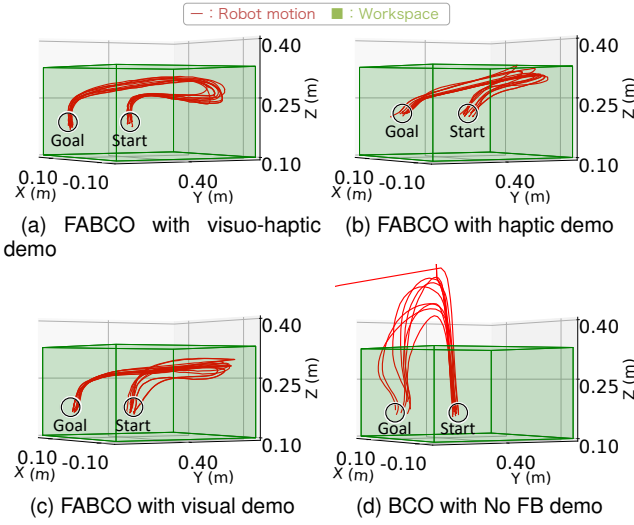 — : Robot motion ■ : Workspace
0.40
0.25
0.10
Z (m)
Goal
Start
0.10
-0.10
X (m)
0.40
Y (m)
0.40
0.25
0.10
Z (m)
Goal
Start
0.10
-0.10
X (m)
0.40
Y (m)
(a) FABCO with visuo-haptic
demo
(b) FABCO with haptic demo
0.40
0.25
0.10
Z (m)
Goal
Start
0.10
-0.10
X (m)
0.40
Y (m)
0.40
0.25
0.10
Z (m)
Goal
Start
0.10
-0.10
X (m)
0.40
Y (m)
(c) FABCO with visual demo
(d) BCO with No FB demo